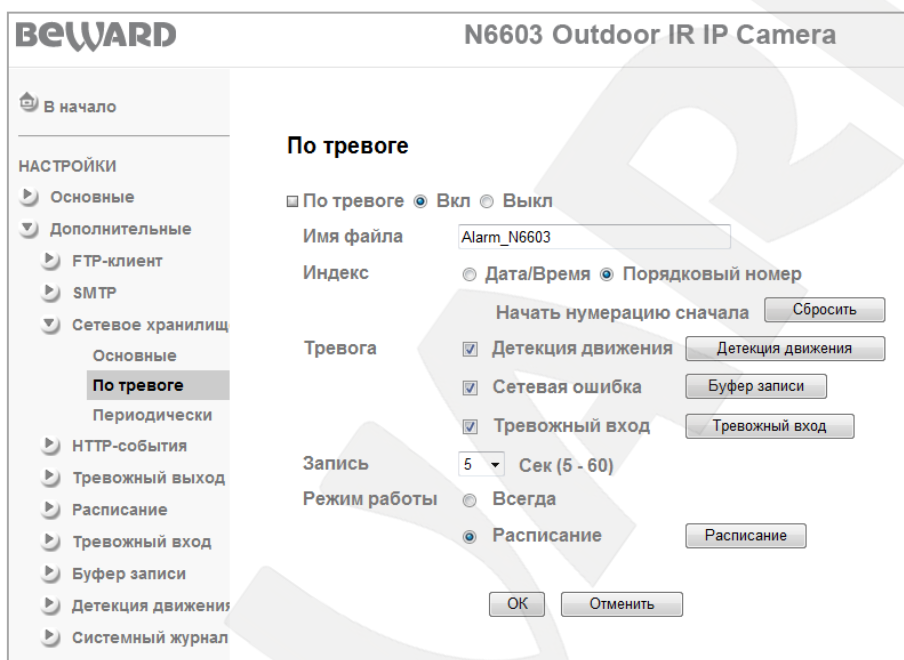 BEWARD
N6603 Outdoor IR IP Camera
В начало
НАСТРОЙКИ
Основные
Дополнительные
FTP-клиент
SMTP
Сетевое хранилищ
Основные
По тревоге
Периодически
HTTP-события
Тревожный выход
Расписание
Тревожный вход
Буфер записи
Детекция движения
Системный журнал
По тревоге
По тревоге Вкл Выкл
Имя файла Alarm_N6603
Индекс Дата/Время Порядковый номер
Начать нумерацию сначала Сбросить
Тревога Детекция движения Детекция движения
Сетевая ошибка Буфер записи
Тревожный вход Тревожный вход
Запись 5 Сек (5 - 60)
Режим работы Всегда
Расписание Расписание
OK Отменить